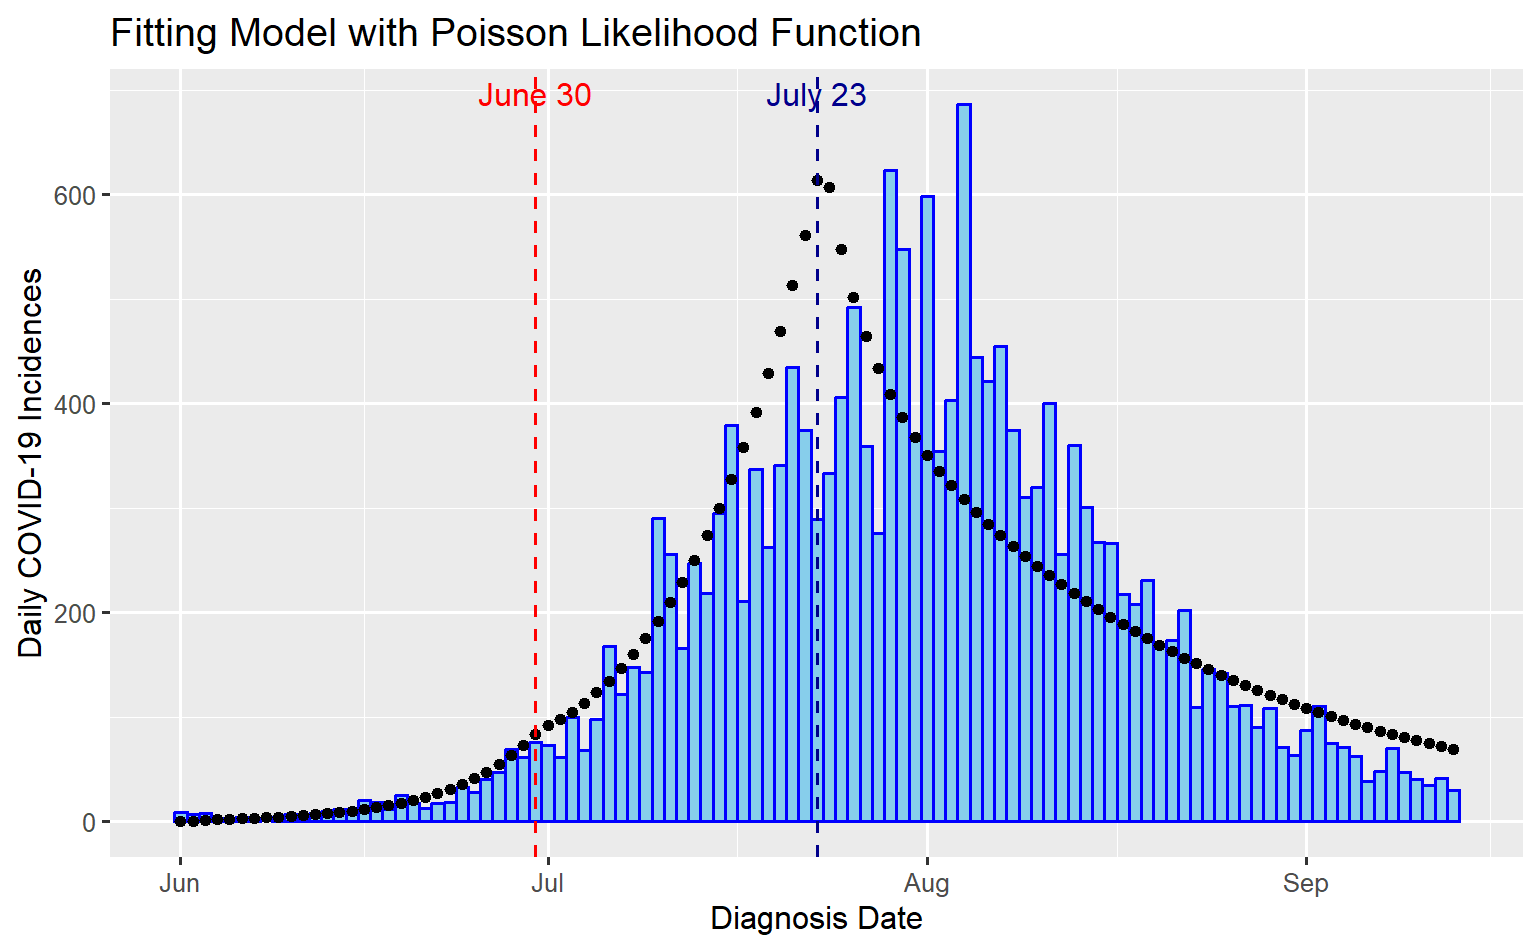 Fitting Model with Poisson Likelihood Function
June 30
July 23
Daily COVID-19 Incidences
600
400
200
0
Jun
Jul
Aug
Sep
Diagnosis Date